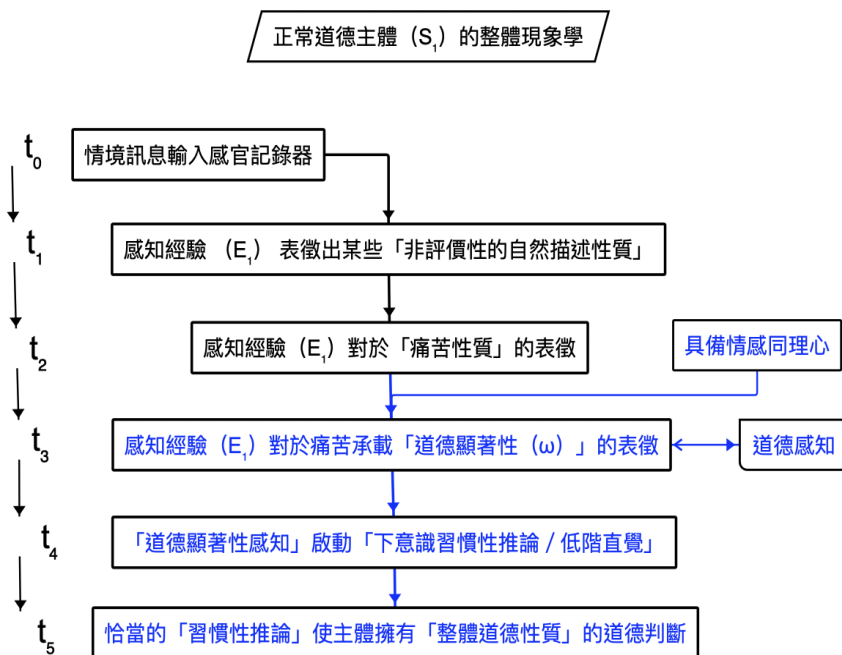 正常道德主體（S₁）的整體現象學
t₀
情境訊息輸入感官記錄器
t₁
感知經驗 （E₁） 表徵出某些「非評價性的自然描述性質」
t₂
感知經驗（E₁）對於「痛苦性質」的表徵
具備情感同理心
t₃
感知經驗（E₁）對於痛苦承載「道德顯著性（ω）」的表徵
道德感知
t₄
「道德顯著性感知」啟動「下意識習慣性推論 / 低階直覺」
t₅
恰當的「習慣性推論」使主體擁有「整體道德性質」的道德判斷